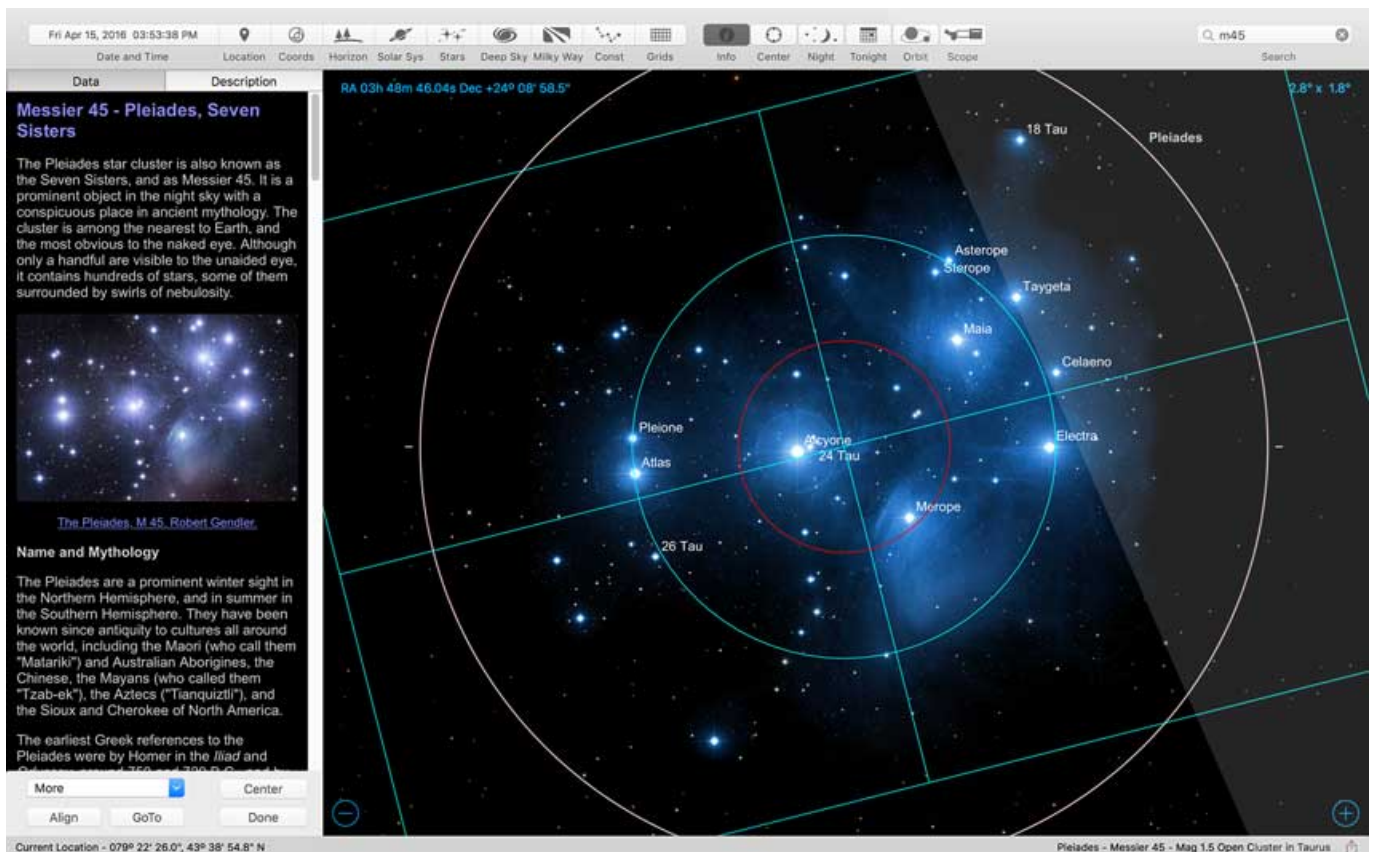 Fri Apr 15, 2016 03:53:38 PM
m45
Date and Time
Location
Coords
Horizon
Solar Sys
Stars
Deep Sky
Milky Way
Const
Grids
Info
Center
Night
Tonight
Orbit
Scope
Search
Data
Description
Messier 45 - Pleiades, Seven
Sisters
The Pleiades star cluster is also known as
the Seven Sisters, and as Messier 45. It is a
prominent object in the night sky with a
conspicuous place in ancient mythology. The
cluster is among the nearest to Earth, and
the most obvious to the naked eye. Although
only a handful are visible to the unaided eye,
it contains hundreds of stars, some of them
surrounded by swirls of nebulosity.
The Pleiades, M 45, Robert Gendler.
Name and Mythology
The Pleiades are a prominent winter sight in
the Northern Hemisphere, and in summer in
the Southern Hemisphere. They have been
known since antiquity to cultures all around
the world, including the Maori (who call them
"Matariki") and Australian Aborigines, the
Chinese, the Mayans (who called them
"Tzab-ek"), the Aztecs ("Tianquiztli"), and
the Sioux and Cherokee of North America.
The earliest Greek references to the
Pleiades were by Homer in the Iliad and
More
Center
Align
GoTo
Done
RA 03h 48m 46.04s Dec +24º 08' 58.5"
2.8° x 1.8°
18 Tau
Pleiades
Asterope
Sterope
Taygeta
Maia
Celaeno
Pleione
Alcyone
Electra
24 Tau
Atlas
Merope
26 Tau
Current Location - 079º 22' 26.0", 43º 38' 54.8" N
Pleiades - Messier 45 - Mag 1.5 Open Cluster in Taurus